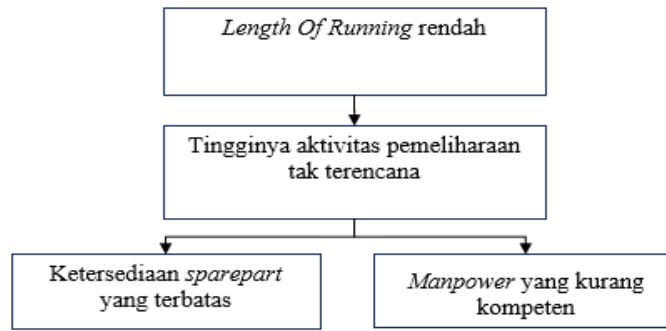 Length Of Running rendah
Tingginya aktivitas pemeliharaan
tak terencana
Ketersediaan sparepart
yang terbatas
Manpower yang kurang
kompeten